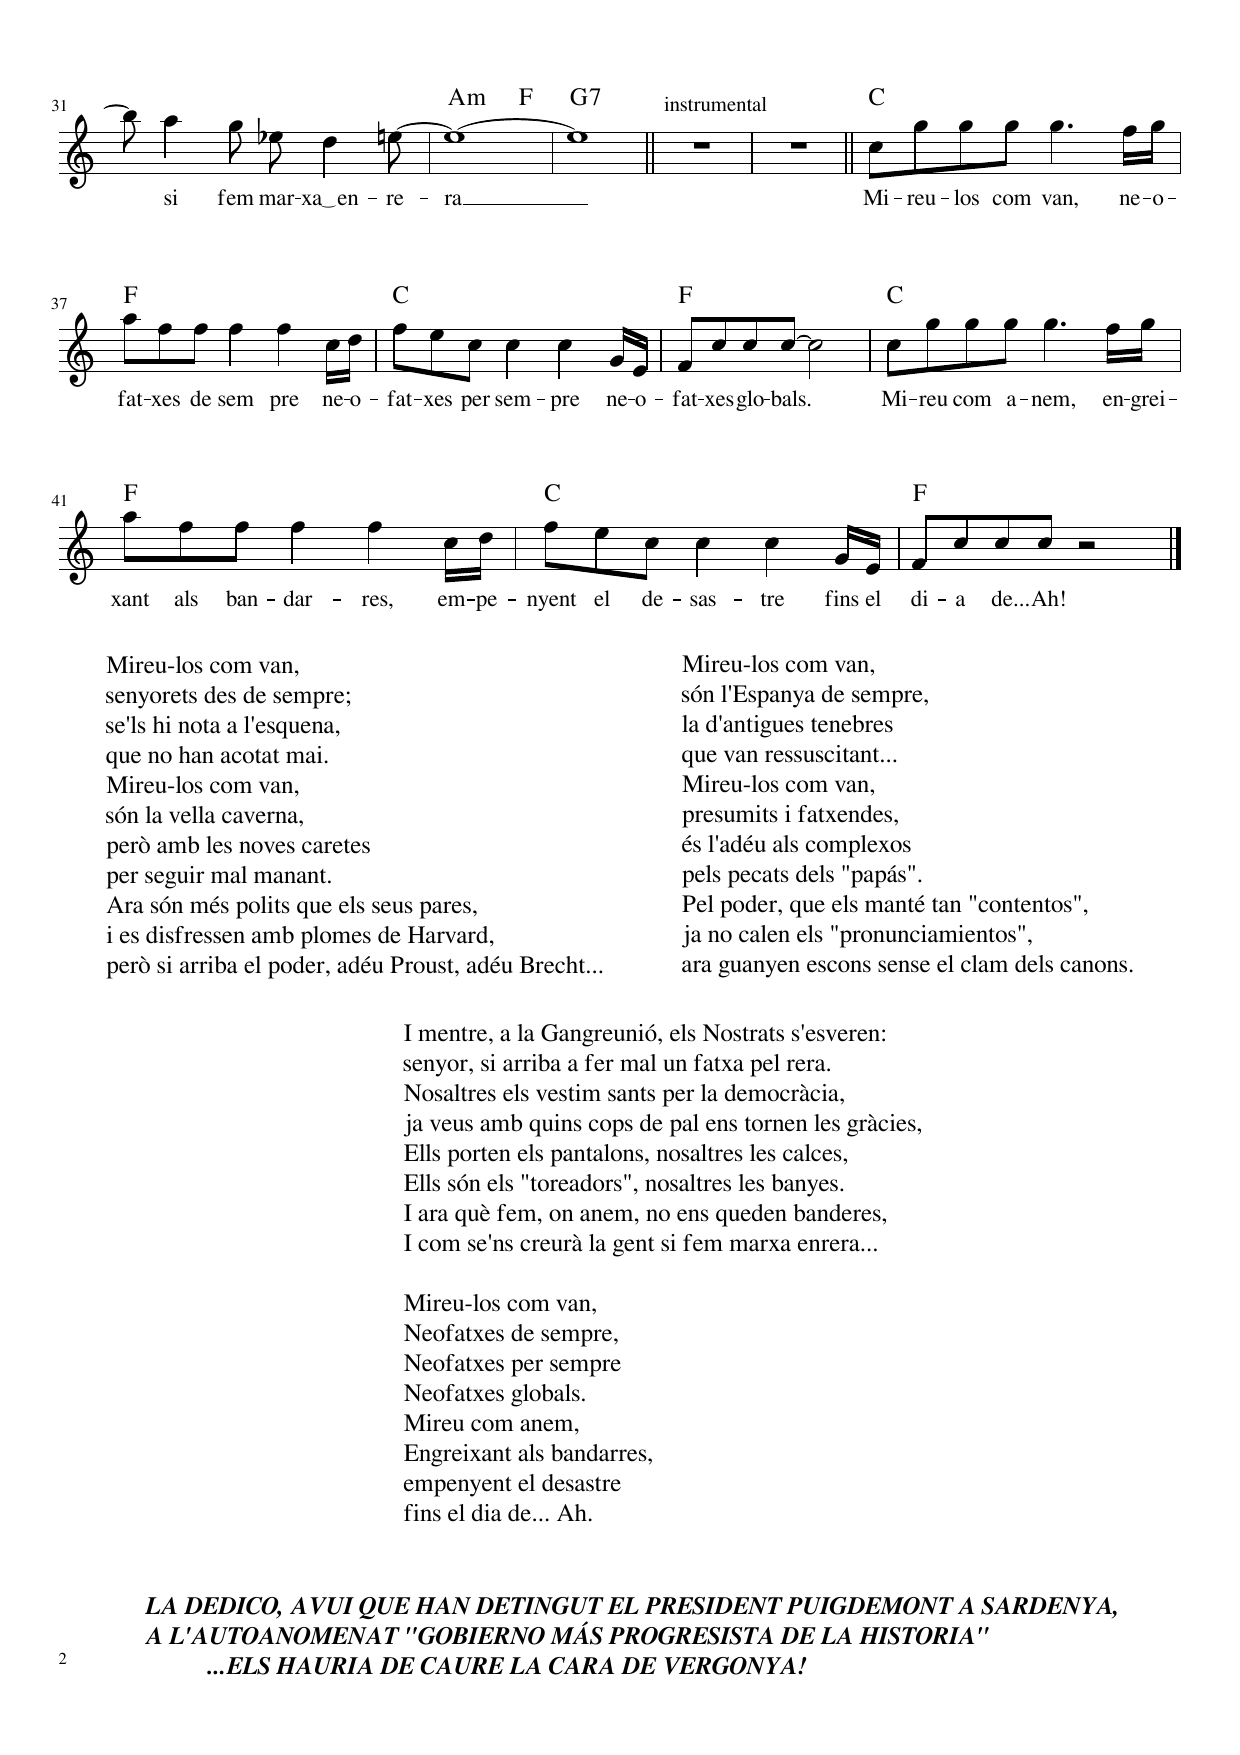 31
Am F G7 instrumental C
si fem mar-xa‿en - re - ra Mi - reu - los com van, ne-o-
37
F C F C
fat-xes de sem pre ne-o - fat-xes per sem - pre ne-o - fat-xes glo-bals. Mi-reu com a-nem, en-grei-
41
F C F
xant als ban - dar - res, em-pe - nyent el de - sas - tre fins el di - a de...Ah!
Mireu-los com van,
senyorets des de sempre;
se'ls hi nota a l'esquena,
que no han acotat mai.
Mireu-los com van,
són la vella caverna,
però amb les noves caretes
per seguir mal manant.
Ara són més polits que els seus pares,
i es disfressen amb plomes de Harvard,
però si arriba el poder, adéu Proust, adéu Brecht...
Mireu-los com van,
són l'Espanya de sempre,
la d'antigues tenebres
que van ressuscitant...
Mireu-los com van,
presumits i fatxendes,
és l'adéu als complexos
pels pecats dels "papás".
Pel poder, que els manté tan "contentos",
ja no calen els "pronunciamientos",
ara guanyen escons sense el clam dels canons.
I mentre, a la Gangreunió, els Nostrats s'esveren:
senyor, si arriba a fer mal un fatxa pel rera.
Nosaltres els vestim sants per la democràcia,
ja veus amb quins cops de pal ens tornen les gràcies,
Ells porten els pantalons, nosaltres les calces,
Ells són els "toreadors", nosaltres les banyes.
I ara què fem, on anem, no ens queden banderes,
I com se'ns creurà la gent si fem marxa enrera...
Mireu-los com van,
Neofatxes de sempre,
Neofatxes per sempre
Neofatxes globals.
Mireu com anem,
Engreixant als bandarres,
empenyent el desastre
fins el dia de... Ah.
LA DEDICO, AVUI QUE HAN DETINGUT EL PRESIDENT PUIGDEMONT A SARDENYA,
A L'AUTOANOMENAT "GOBIERNO MÁS PROGRESISTA DE LA HISTORIA"
...ELS HAURIA DE CAURE LA CARA DE VERGONYA!
2